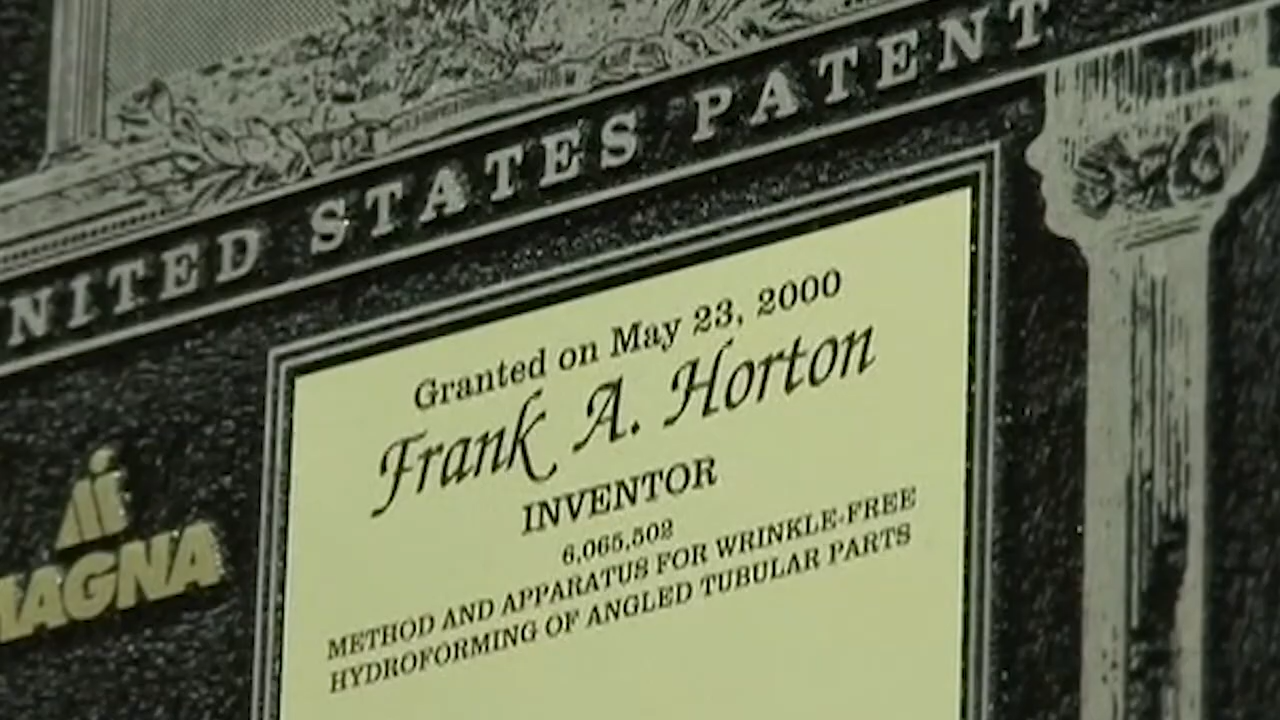 NITED STATES PATENT
Granted on May 23, 2000
Frank A. Horton
INVENTOR
6,065,502
METHOD AND APPARATUS FOR WRINKLE-FREE
HYDROFORMING OF ANGLED TUBULAR PARTS
MAGNA